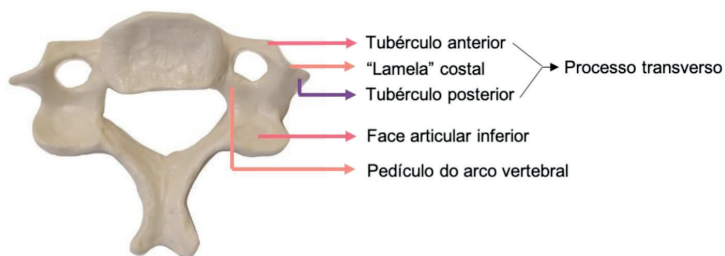 Tubérculo anterior
“Lamela” costal
Processo transverso
Tubérculo posterior
Face articular inferior
Pedículo do arco vertebral